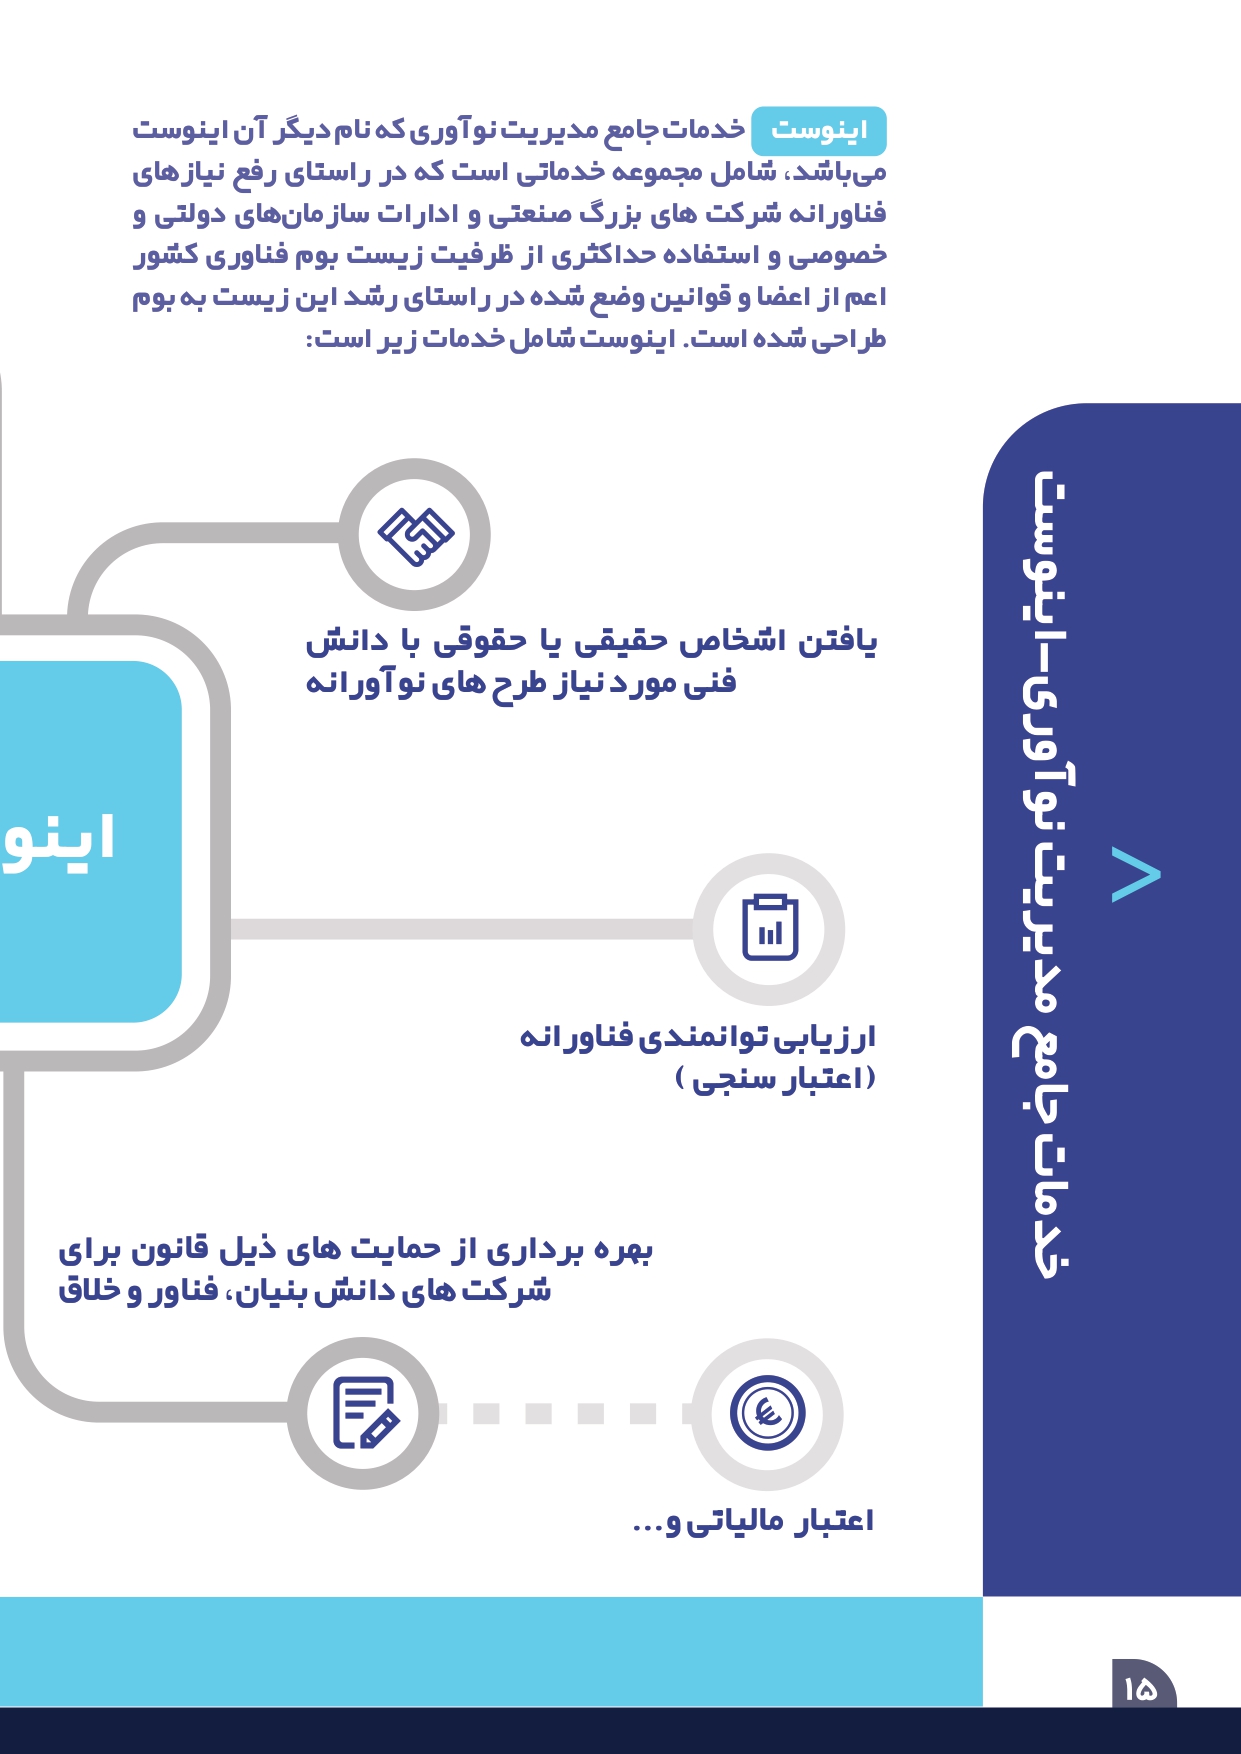 اینوست خدمات جامع مدیریت نوآوری که نام دیگر آن اینوست
می‌باشد، شامل مجموعه خدماتی است که در راستای رفع نیازهای
فناورانه شرکت های بزرگ صنعتی و ادارات سازمان‌های دولتی و
خصوصی و استفاده حداکثری از ظرفیت زیست بوم فناوری کشور
اعم از اعضا و قوانین وضع شده در راستای رشد این زیست به بوم
طراحی شده است. اینوست شامل خدمات زیر است:
خدمات جامع مدیریت نوآوری-اینوست
>
یافتن اشخاص حقیقی یا حقوقی با دانش
فنی مورد نیاز طرح های نوآورانه
اینو
ارزیابی توانمندی فناورانه
(اعتبار سنجی )
بهره برداری از حمایت های ذیل قانون برای
شرکت های دانش بنیان، فناور و خلاق
اعتبار مالیاتی و...
۱۵